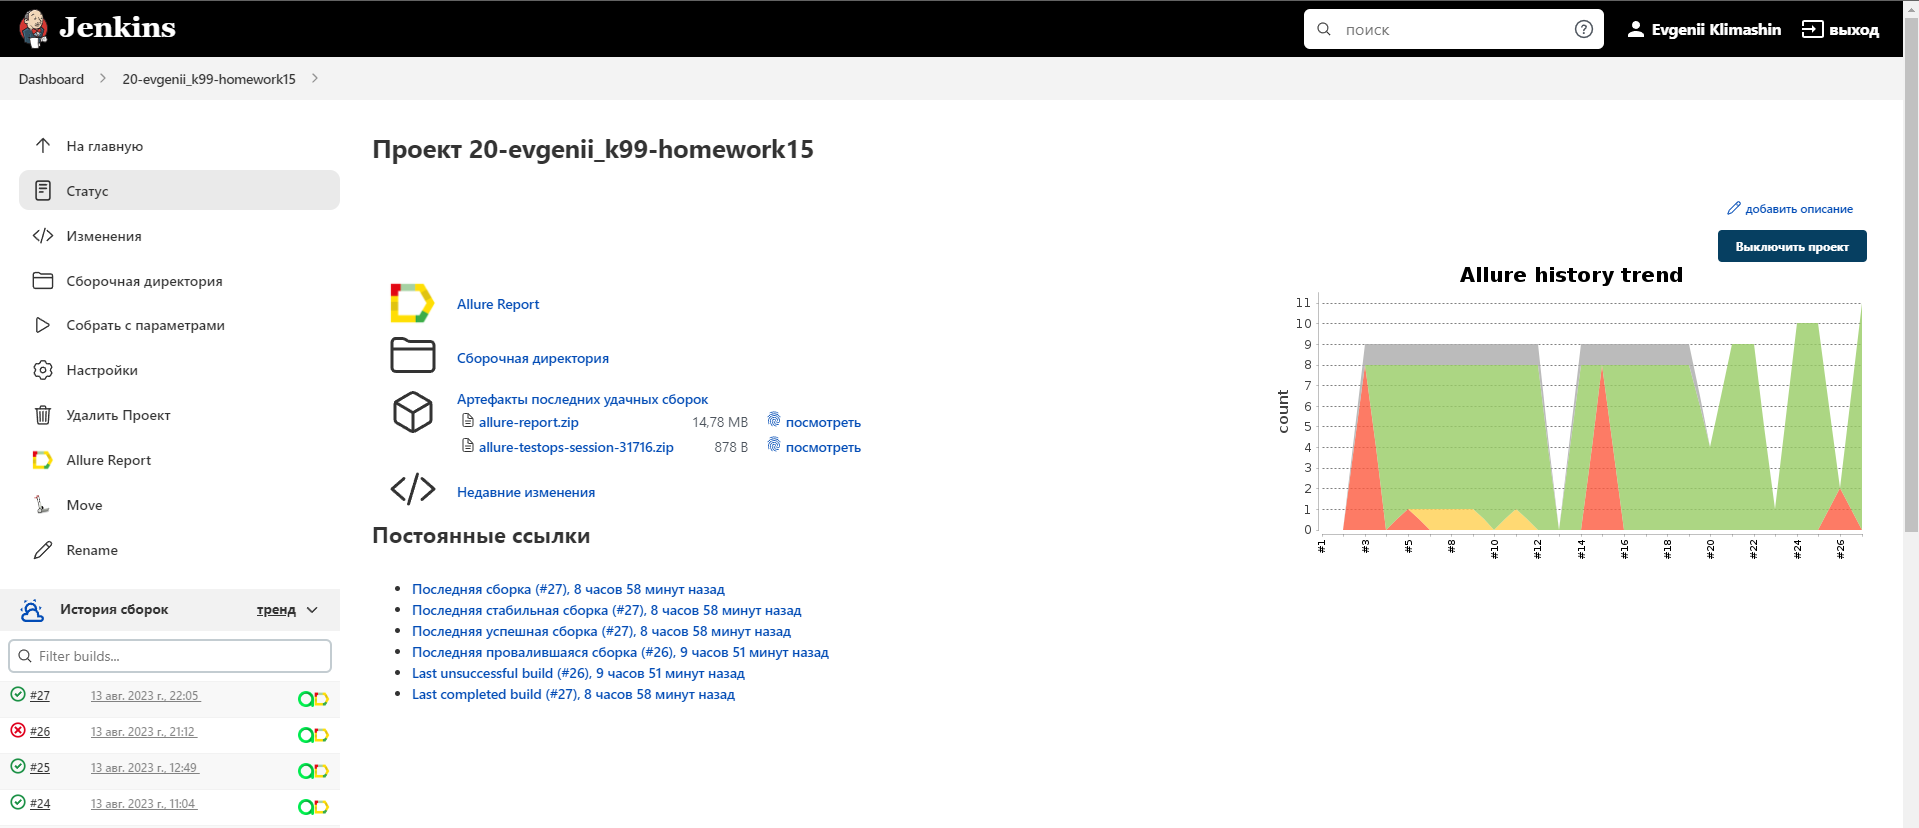 Jenkins
поиск
Evgenii Klimashin
выход
Dashboard
20-evgenii_k99-homework15
На главную
Статус
Изменения
Сборочная директория
Собрать с параметрами
Настройки
Удалить Проект
Allure Report
Move
Rename
История сборок
тренд
Filter builds...
#27 13 авг. 2023 г., 22:05
#26 13 авг. 2023 г., 21:12
#25 13 авг. 2023 г., 12:49
#24 13 авг. 2023 г., 11:04
Проект 20-evgenii_k99-homework15
добавить описание
Выключить проект
Allure Report
Сборочная директория
Артефакты последних удачных сборок
allure-report.zip 14,78 MB посмотреть
allure-testops-session-31716.zip 878 B посмотреть
Недавние изменения
Постоянные ссылки
Последняя сборка (#27), 8 часов 58 минут назад
Последняя стабильная сборка (#27), 8 часов 58 минут назад
Последняя успешная сборка (#27), 8 часов 58 минут назад
Последняя провалившаяся сборка (#26), 9 часов 51 минут назад
Last unsuccessful build (#26), 9 часов 51 минут назад
Last completed build (#27), 8 часов 58 минут назад
Allure history trend
count
11
10
9
8
7
6
5
4
3
2
1
0
#1 #3 #5 #8 #10 #12 #14 #16 #18 #20 #22 #24 #26